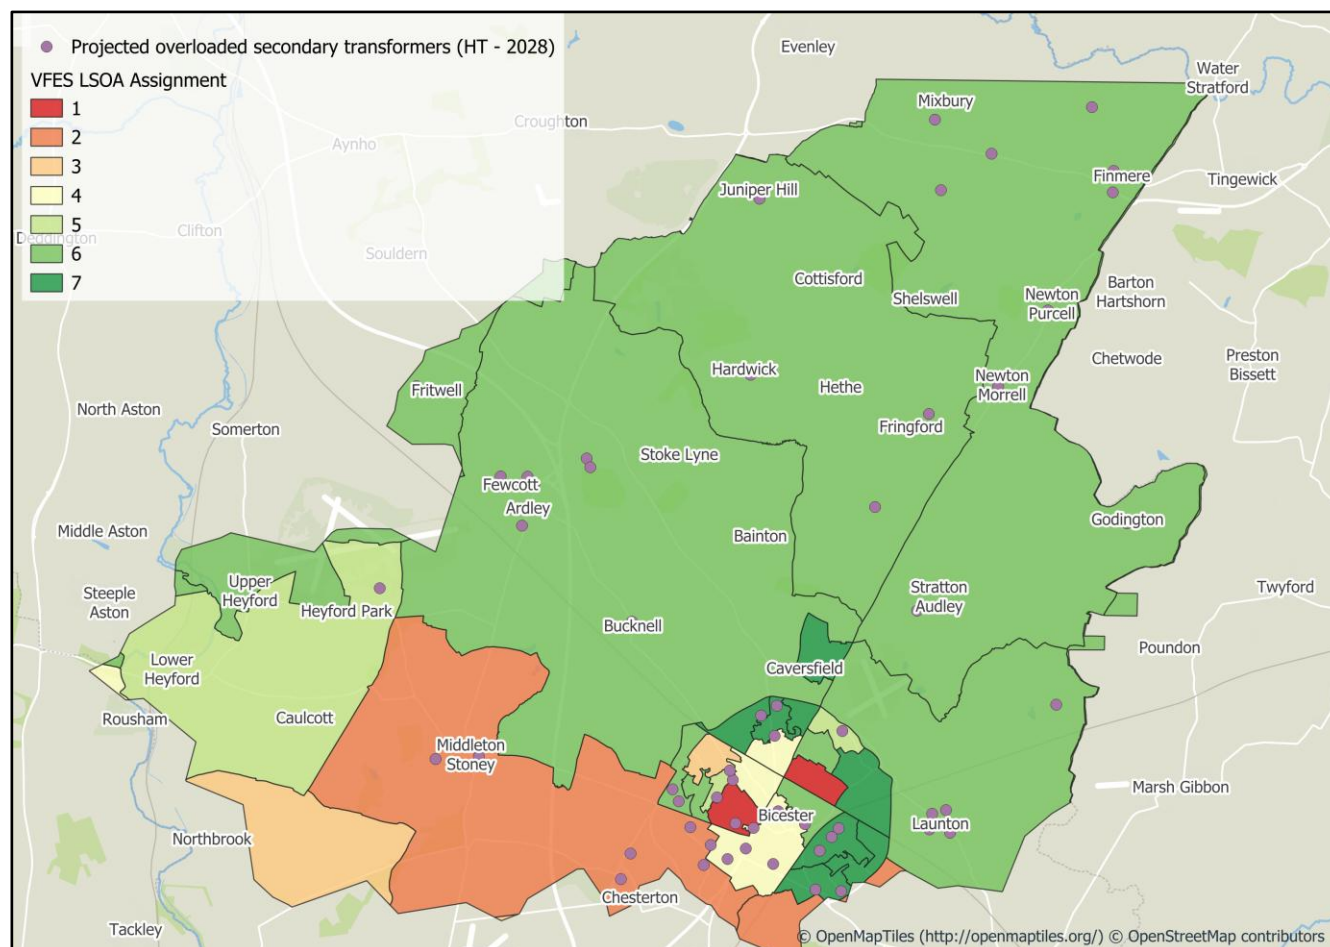 Projected overloaded secondary transformers (HT - 2028)
VFES LSOA Assignment
1
2
3
4
5
6
7
Evenley
Water
Stratford
Mixbury
Croughton
Aynho
Finmere
Tingewick
Juniper Hill
Clifton
Deddington
Souldern
Cottisford
Shelswell
Newton
Purcell
Barton
Hartshorn
Chetwode
Preston
Bissett
Hardwick
Hethe
Newton
Morrell
Fritwell
North Aston
Somerton
Fringford
Stoke Lyne
Fewcott
Ardley
Godington
Middle Aston
Bainton
Steeple
Aston
Upper
Heyford
Heyford Park
Stratton
Audley
Twyford
Bucknell
Poundon
Lower
Heyford
Caversfield
Rousham
Caulcott
Middleton
Stoney
Marsh Gibbon
Bicester
Launton
Northbrook
Chesterton
Tackley
© OpenMapTiles (http://openmaptiles.org/) © OpenStreetMap contributors